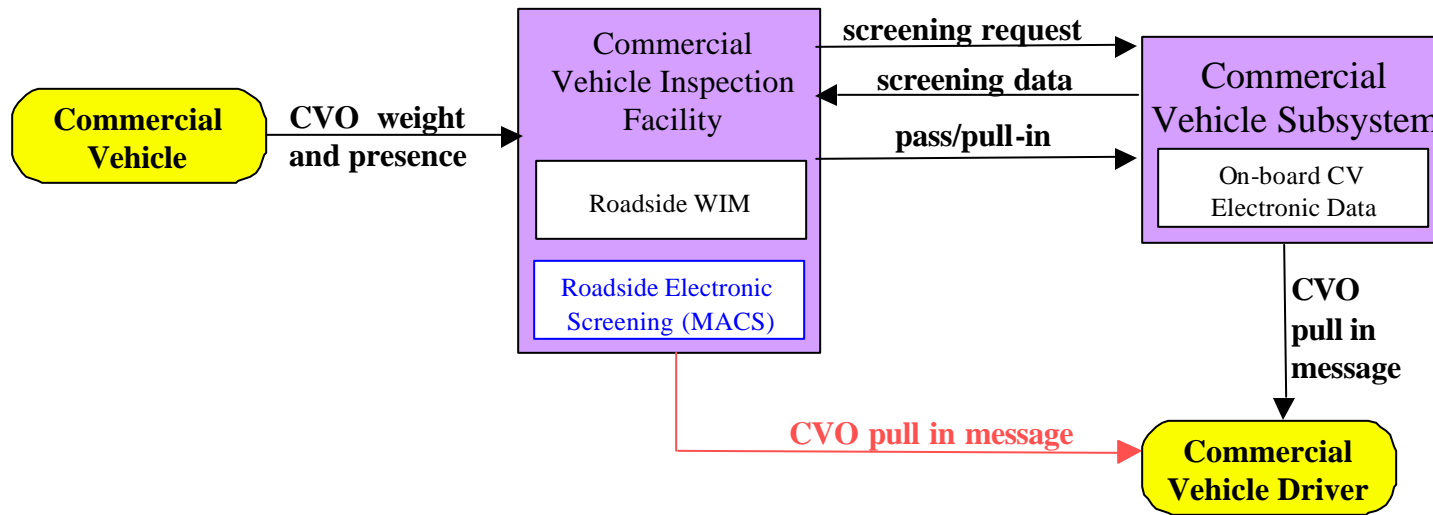 Commercial
Vehicle
CVO weight
and presence
Commercial
Vehicle Inspection
Facility
Roadside WIM
Roadside Electronic
Screening (MACS)
screening request
screening data
pass/pull-in
Commercial
Vehicle Subsystem
On-board CV
Electronic Data
CVO
pull in
message
CVO pull in message
Commercial
Vehicle Driver